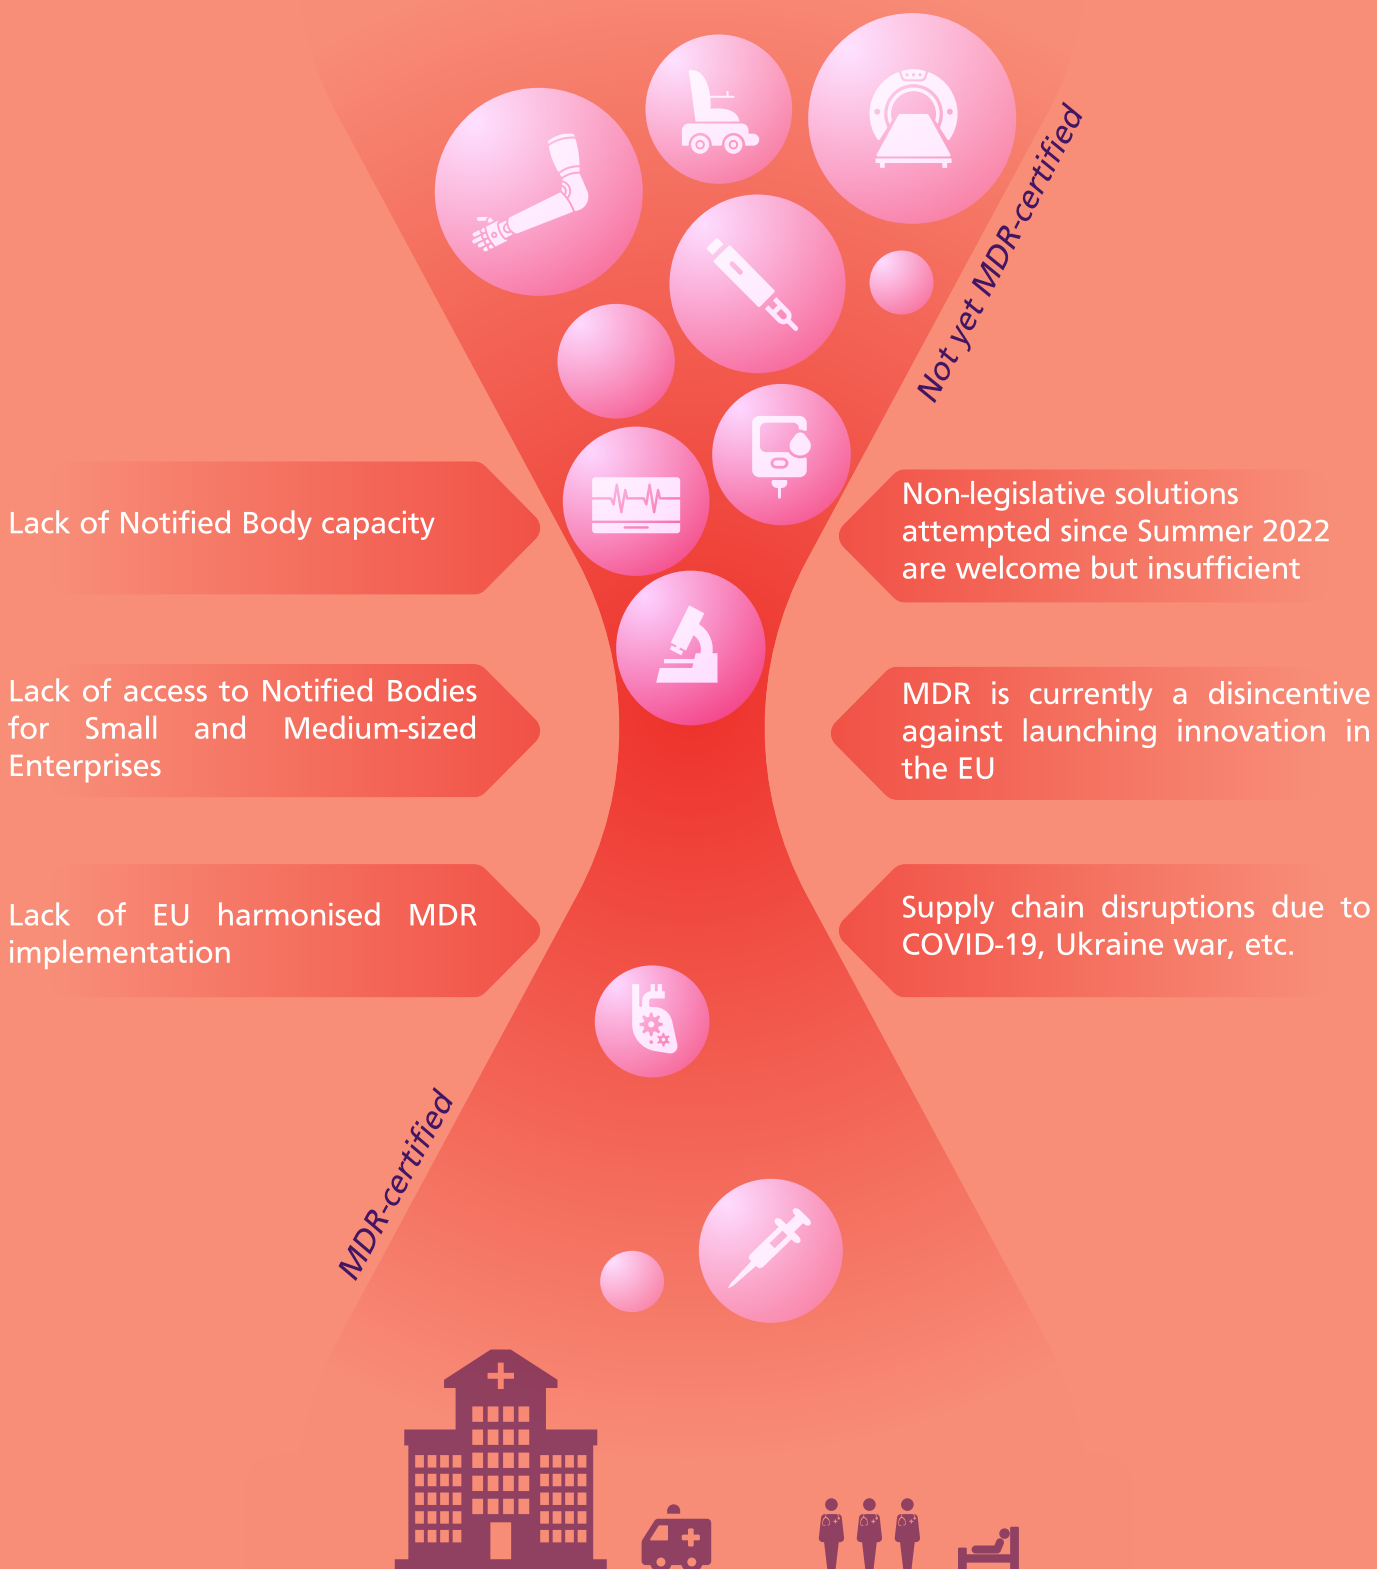 Not yet MDR-certified
Lack of Notified Body capacity
Non-legislative solutions
attempted since Summer 2022
are welcome but insufficient
Lack of access to Notified Bodies
for Small and Medium-sized
Enterprises
MDR is currently a disincentive
against launching innovation in
the EU
Lack of EU harmonised MDR
implementation
Supply chain disruptions due to
COVID-19, Ukraine war, etc.
MDR-certified